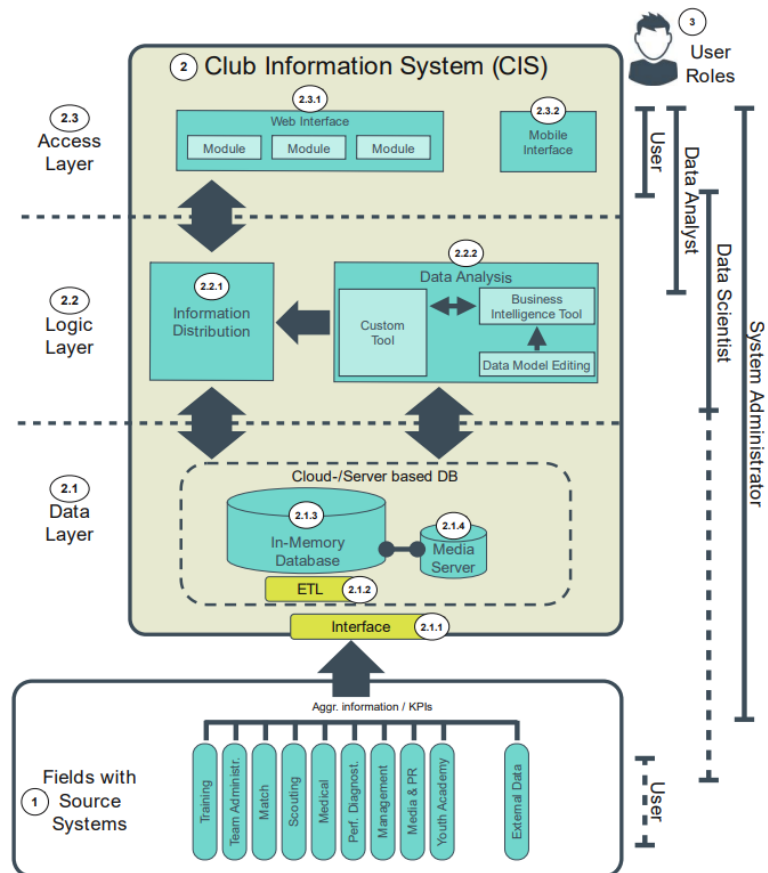 3
User
Roles
2 Club Information System (CIS)
2.3
Access
Layer
2.3.1
Web Interface
Module
Module
Module
2.3.2
Mobile
Interface
User
Data Analyst
Data Scientist
System Administrator
2.2
Logic
Layer
2.2.1
Information
Distribution
2.2.2
Data Analysis
Custom
Tool
Business
Intelligence Tool
Data Model Editing
2.1
Data
Layer
Cloud-/Server based DB
2.1.3
In-Memory
Database
2.1.4
Media
Server
ETL 2.1.2
Interface 2.1.1
Aggr. information / KPIs
1
Fields with
Source
Systems
Training
Team Administr.
Match
Scouting
Medical
Perf. Diagnost.
Management
Media & PR
Youth Academy
External Data
User